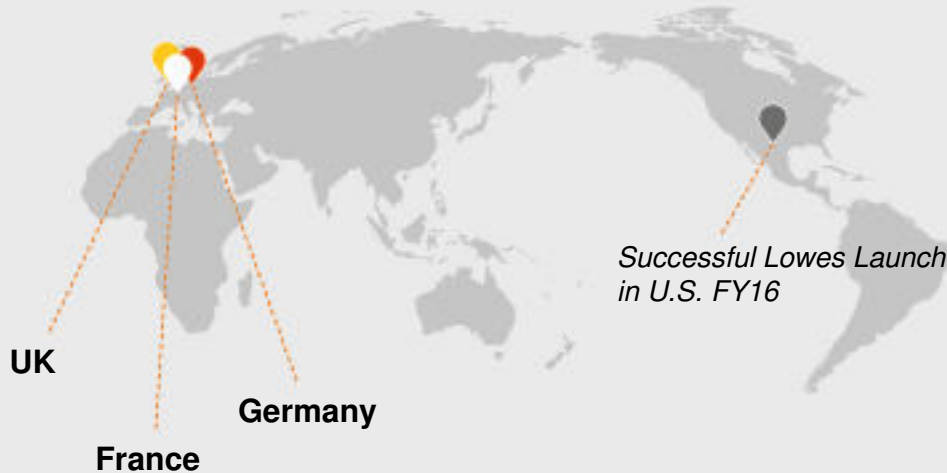 Successful Lowes Launch
in U.S. FY16
UK
Germany
France